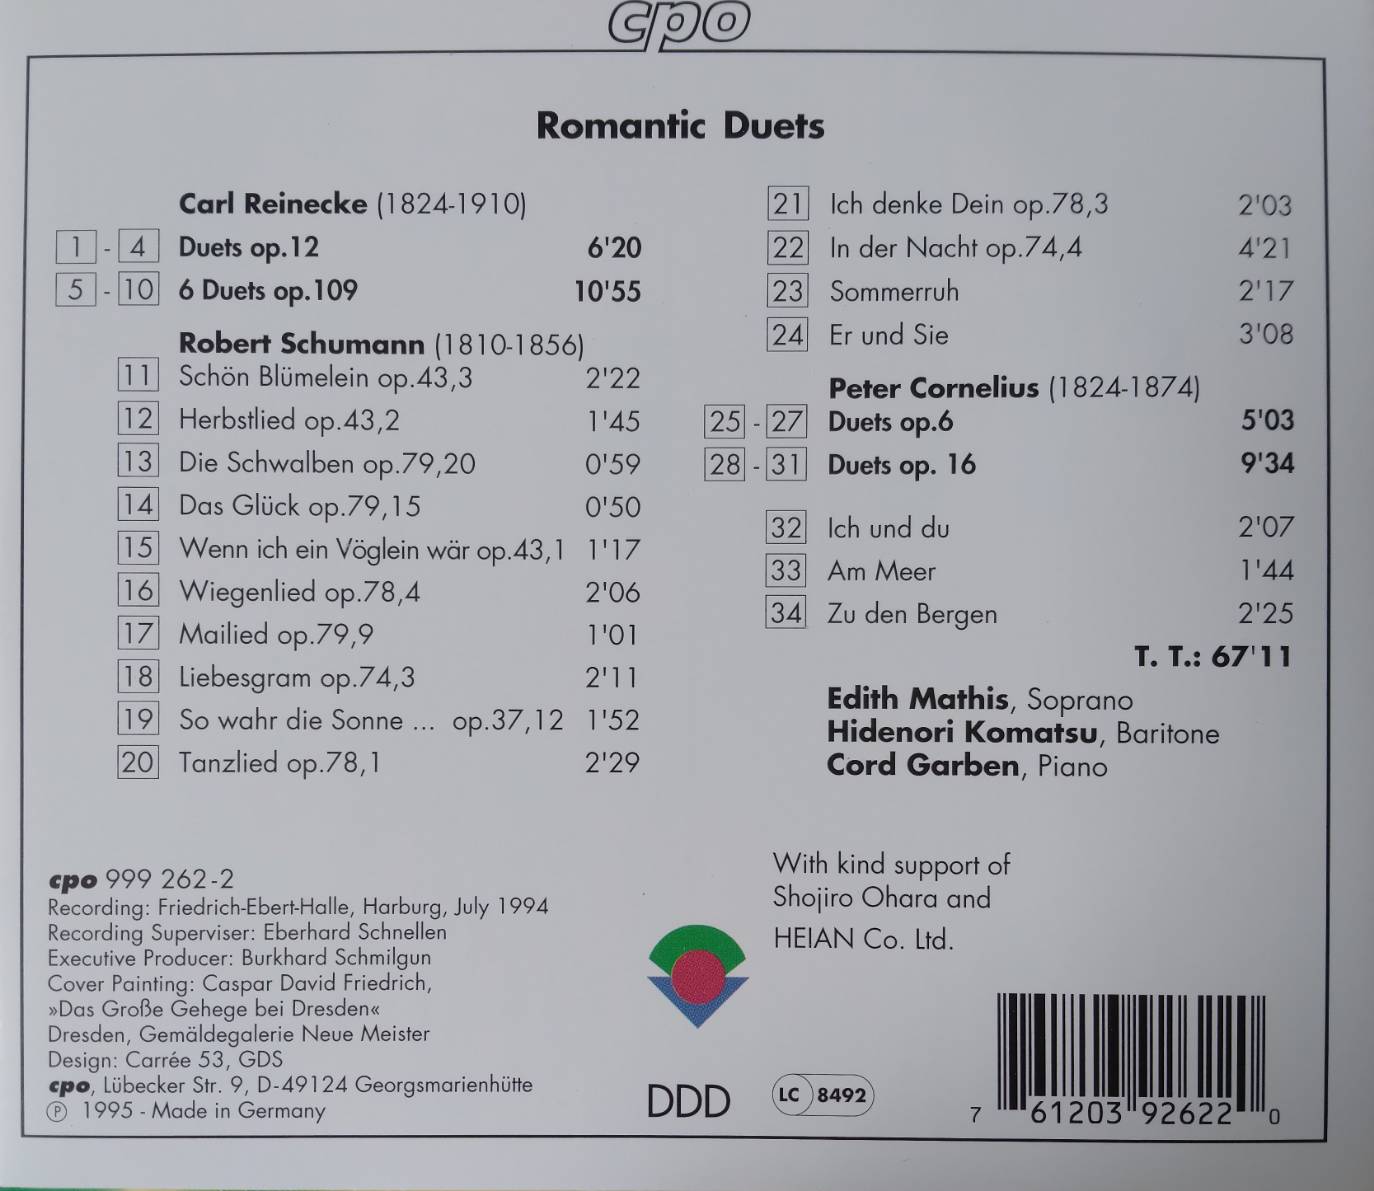 cpo
Romantic Duets
Carl Reinecke (1824-1910)
1 - 4 Duets op.12 6'20
5 - 10 6 Duets op.109 10'55
Robert Schumann (1810-1856)
11 Schön Blümelein op.43,3 2'22
12 Herbstlied op.43,2 1'45
13 Die Schwalben op.79,20 0'59
14 Das Glück op.79,15 0'50
15 Wenn ich ein Vöglein wär op.43,1 1'17
16 Wiegenlied op.78,4 2'06
17 Mailied op.79,9 1'01
18 Liebesgram op.74,3 2'11
19 So wahr die Sonne ... op.37,12 1'52
20 Tanzlied op.78,1 2'29
21 Ich denke Dein op.78,3 2'03
22 In der Nacht op.74,4 4'21
23 Sommerruh 2'17
24 Er und Sie 3'08
Peter Cornelius (1824-1874)
25 - 27 Duets op.6 5'03
28 - 31 Duets op. 16 9'34
32 Ich und du 2'07
33 Am Meer 1'44
34 Zu den Bergen 2'25
T. T.: 67'11
Edith Mathis, Soprano
Hidenori Komatsu, Baritone
Cord Garben, Piano
cpo 999 262-2
Recording: Friedrich-Ebert-Halle, Harburg, July 1994
Recording Superviser: Eberhard Schnellen
Executive Producer: Burkhard Schmilgun
Cover Painting: Caspar David Friedrich,
»Das Große Gehege bei Dresden«
Dresden, Gemäldegalerie Neue Meister
Design: Carrée 53, GDS
cpo, Lübecker Str. 9, D-49124 Georgsmarienhütte
℗ 1995 - Made in Germany
With kind support of
Shojiro Ohara and
HEIAN Co. Ltd.
DDD
LC 8492
7 61203 92622 0